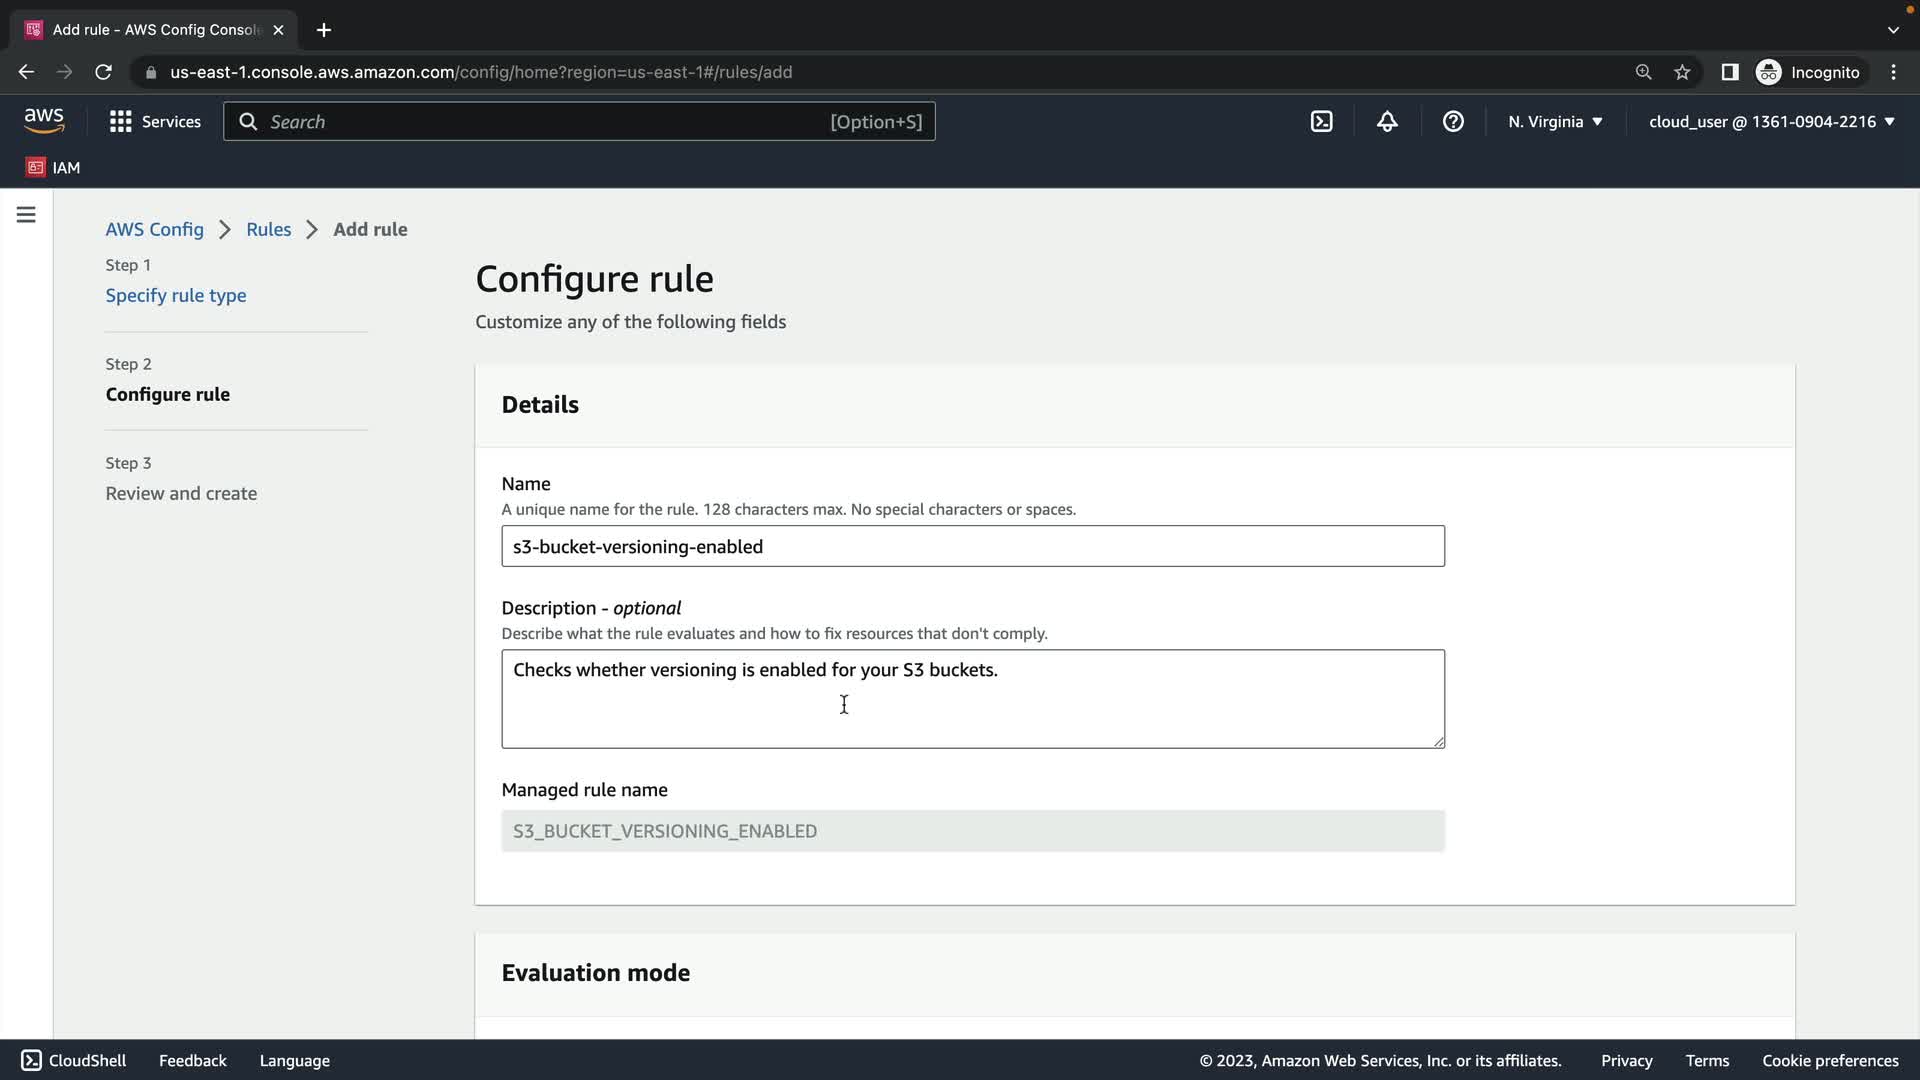 Add rule - AWS Config Console
us-east-1.console.aws.amazon.com/config/home?region=us-east-1#/rules/add
Incognito
aws
Services
Search
[Option+S]
N. Virginia
cloud_user @ 1361-0904-2216
IAM
AWS Config
Rules
Add rule
Step 1
Specify rule type
Step 2
Configure rule
Step 3
Review and create
Configure rule
Customize any of the following fields
Details
Name
A unique name for the rule. 128 characters max. No special characters or spaces.
s3-bucket-versioning-enabled
Description - optional
Describe what the rule evaluates and how to fix resources that don't comply.
Checks whether versioning is enabled for your S3 buckets.
Managed rule name
S3_BUCKET_VERSIONING_ENABLED
Evaluation mode
CloudShell
Feedback
Language
© 2023, Amazon Web Services, Inc. or its affiliates.
Privacy
Terms
Cookie preferences